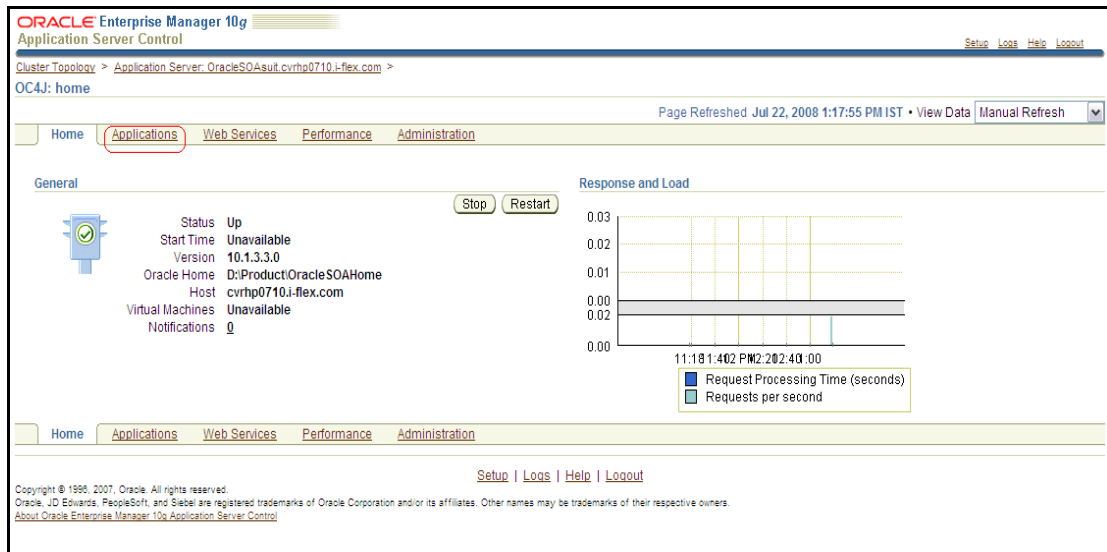 ORACLE Enterprise Manager 10g
Application Server Control
Setup Logs Help Logout
Cluster Topology > Application Server: OracleSOAsuit.cvrhp0710.i-flex.com >
OC4J: home
Page Refreshed Jul 22, 2008 1:17:55 PM IST • View Data Manual Refresh
Home Applications Web Services Performance Administration
General
Stop Restart
Status Up
Start Time Unavailable
Version 10.1.3.3.0
Oracle Home D:\Product\OracleSOAHome
Host cvrhp0710.i-flex.com
Virtual Machines Unavailable
Notifications 0
Response and Load
0.03
0.02
0.01
0.00
0.02
0.00
Request Processing Time (seconds)
Requests per second
Home Applications Web Services Performance Administration
Setup | Logs | Help | Logout
Copyright © 1996, 2007, Oracle. All rights reserved.
Oracle, JD Edwards, PeopleSoft, and Siebel are registered trademarks of Oracle Corporation and/or its affiliates. Other names may be trademarks of their respective owners.
About Oracle Enterprise Manager 10g Application Server Control